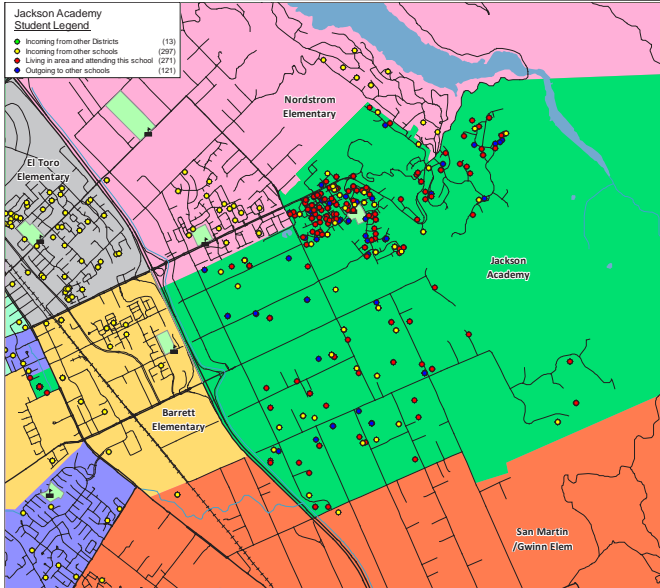 Jackson Academy
Student Legend
Incoming from other Districts (13)
Incoming from other schools (297)
Living in area and attending this school (271)
Outgoing to other schools (121)
Nordstrom
Elementary
El Toro
Elementary
Jackson
Academy
Barrett
Elementary
San Martin
/Gwinn Elem